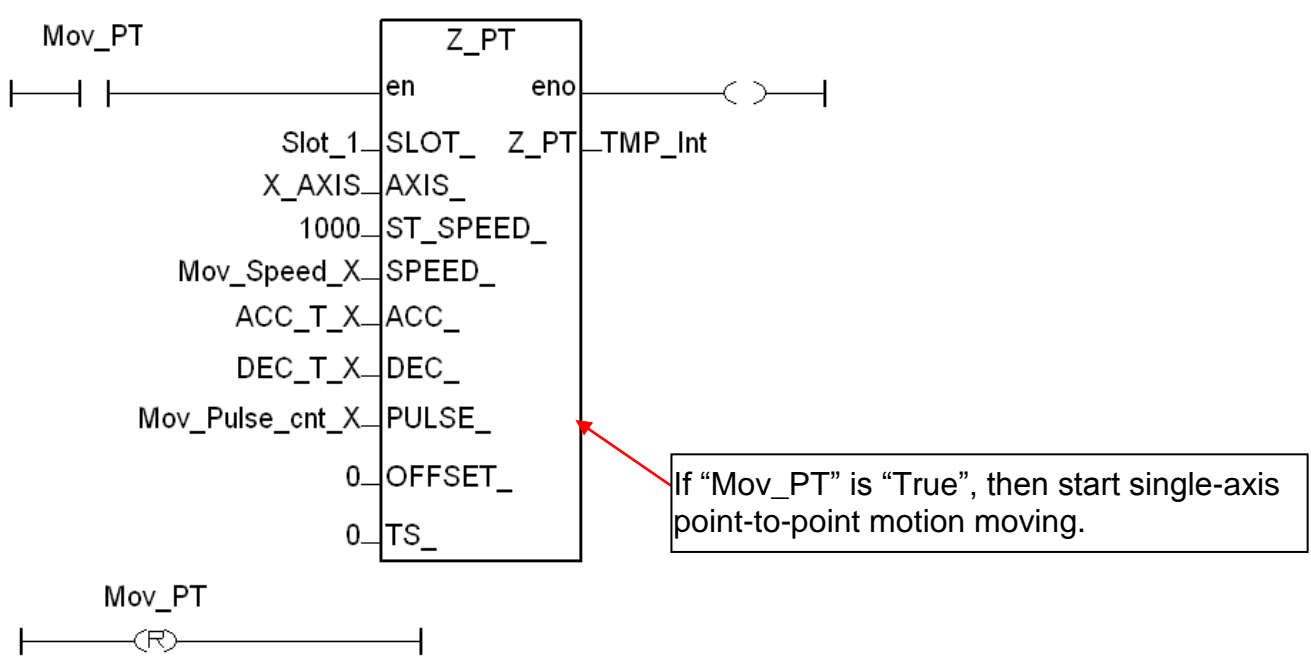 Mov_PT
Z_PT
en eno
Slot_1 SLOT_ Z_PT TMP_Int
X_AXIS AXIS_
1000 ST_SPEED_
Mov_Speed_X SPEED_
ACC_T_X ACC_
DEC_T_X DEC_
Mov_Pulse_cnt_X PULSE_
0 OFFSET_
If “Mov_PT” is “True”, then start single-axis
point-to-point motion moving.
0 TS_
Mov_PT
R